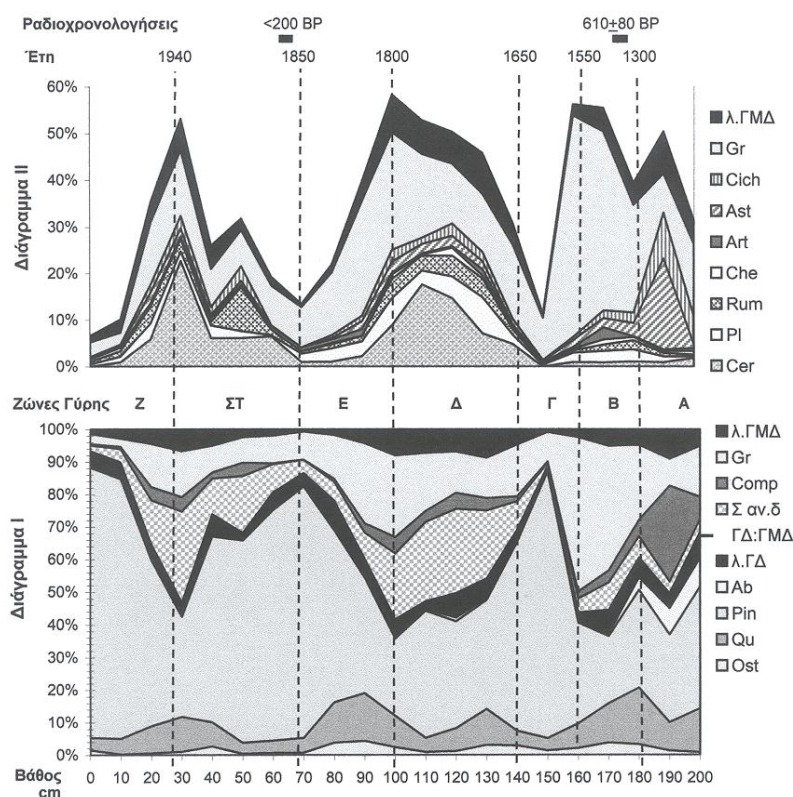 Ραδιοχρονολογήσεις <200 BP 610±80 BP
Έτη 1940 1850 1800 1650 1550 1300
Διάγραμμα II
60%
50%
40%
30%
20%
10%
0%
λ.ΓΜΔ
Gr
Cich
Ast
Art
Che
Rum
Pl
Cer
Ζώνες Γύρης Ζ ΣΤ Ε Δ Γ Β Α
Διάγραμμα I
100%
90%
80%
70%
60%
50%
40%
30%
20%
10%
0%
λ.ΓΜΔ
Gr
Comp
Σ αν.δ
ΓΔ:ΓΜΔ
λ.ΓΔ
Ab
Pin
Qu
Ost
Βάθος cm
0 10 20 30 40 50 60 70 80 90 100 110 120 130 140 150 160 170 180 190 200